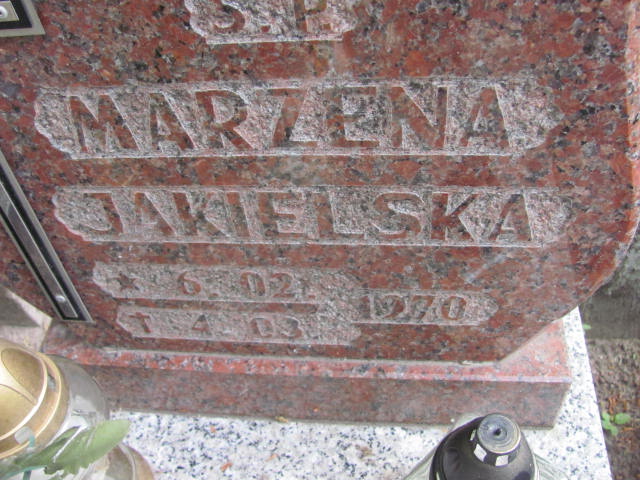 Ś. P.
MARZENA
JAKIELSKA
★ 6. 02.
1970
† 4. 03.